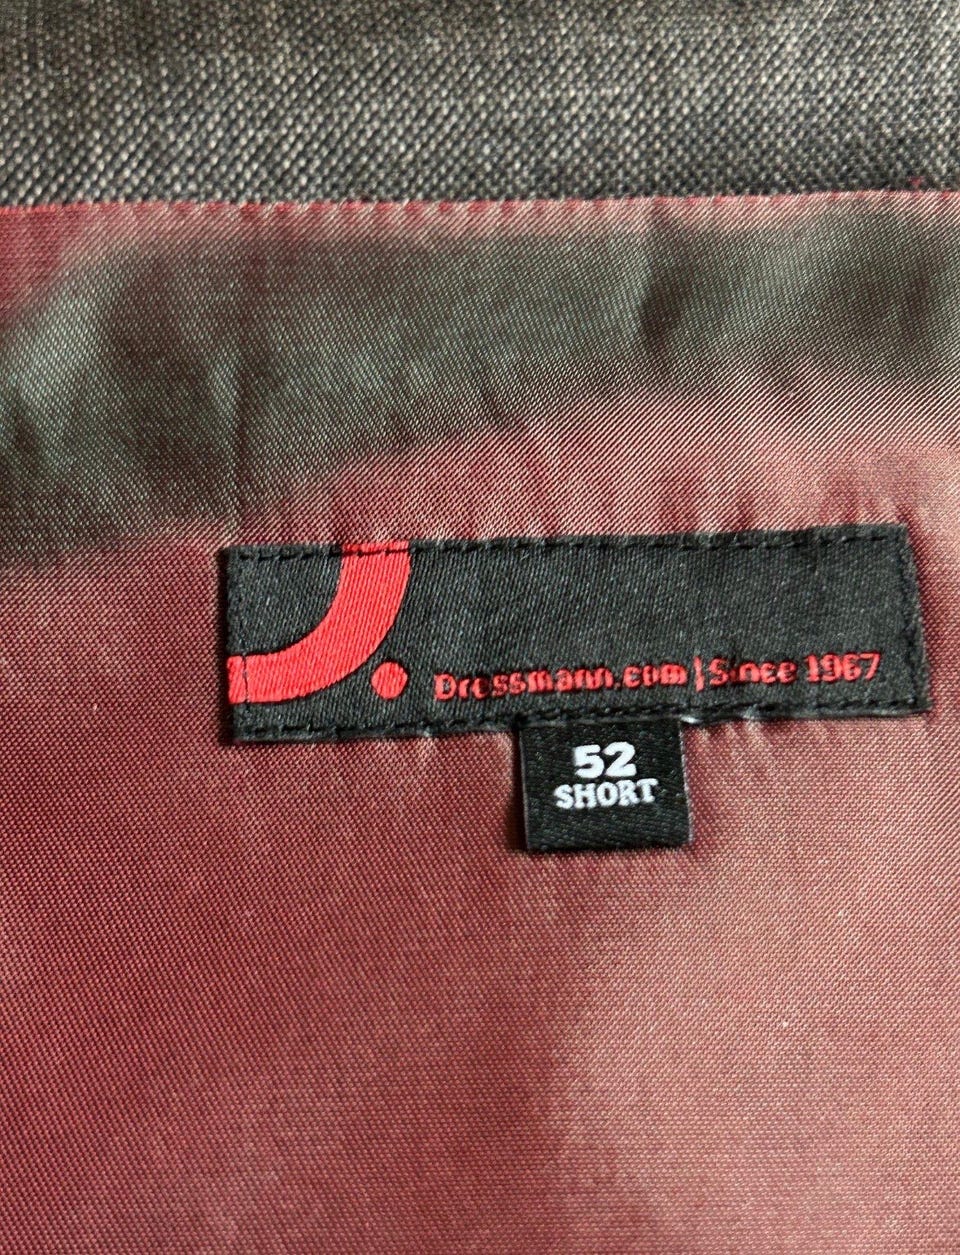 Dressmann.com | Since 1967
52
SHORT